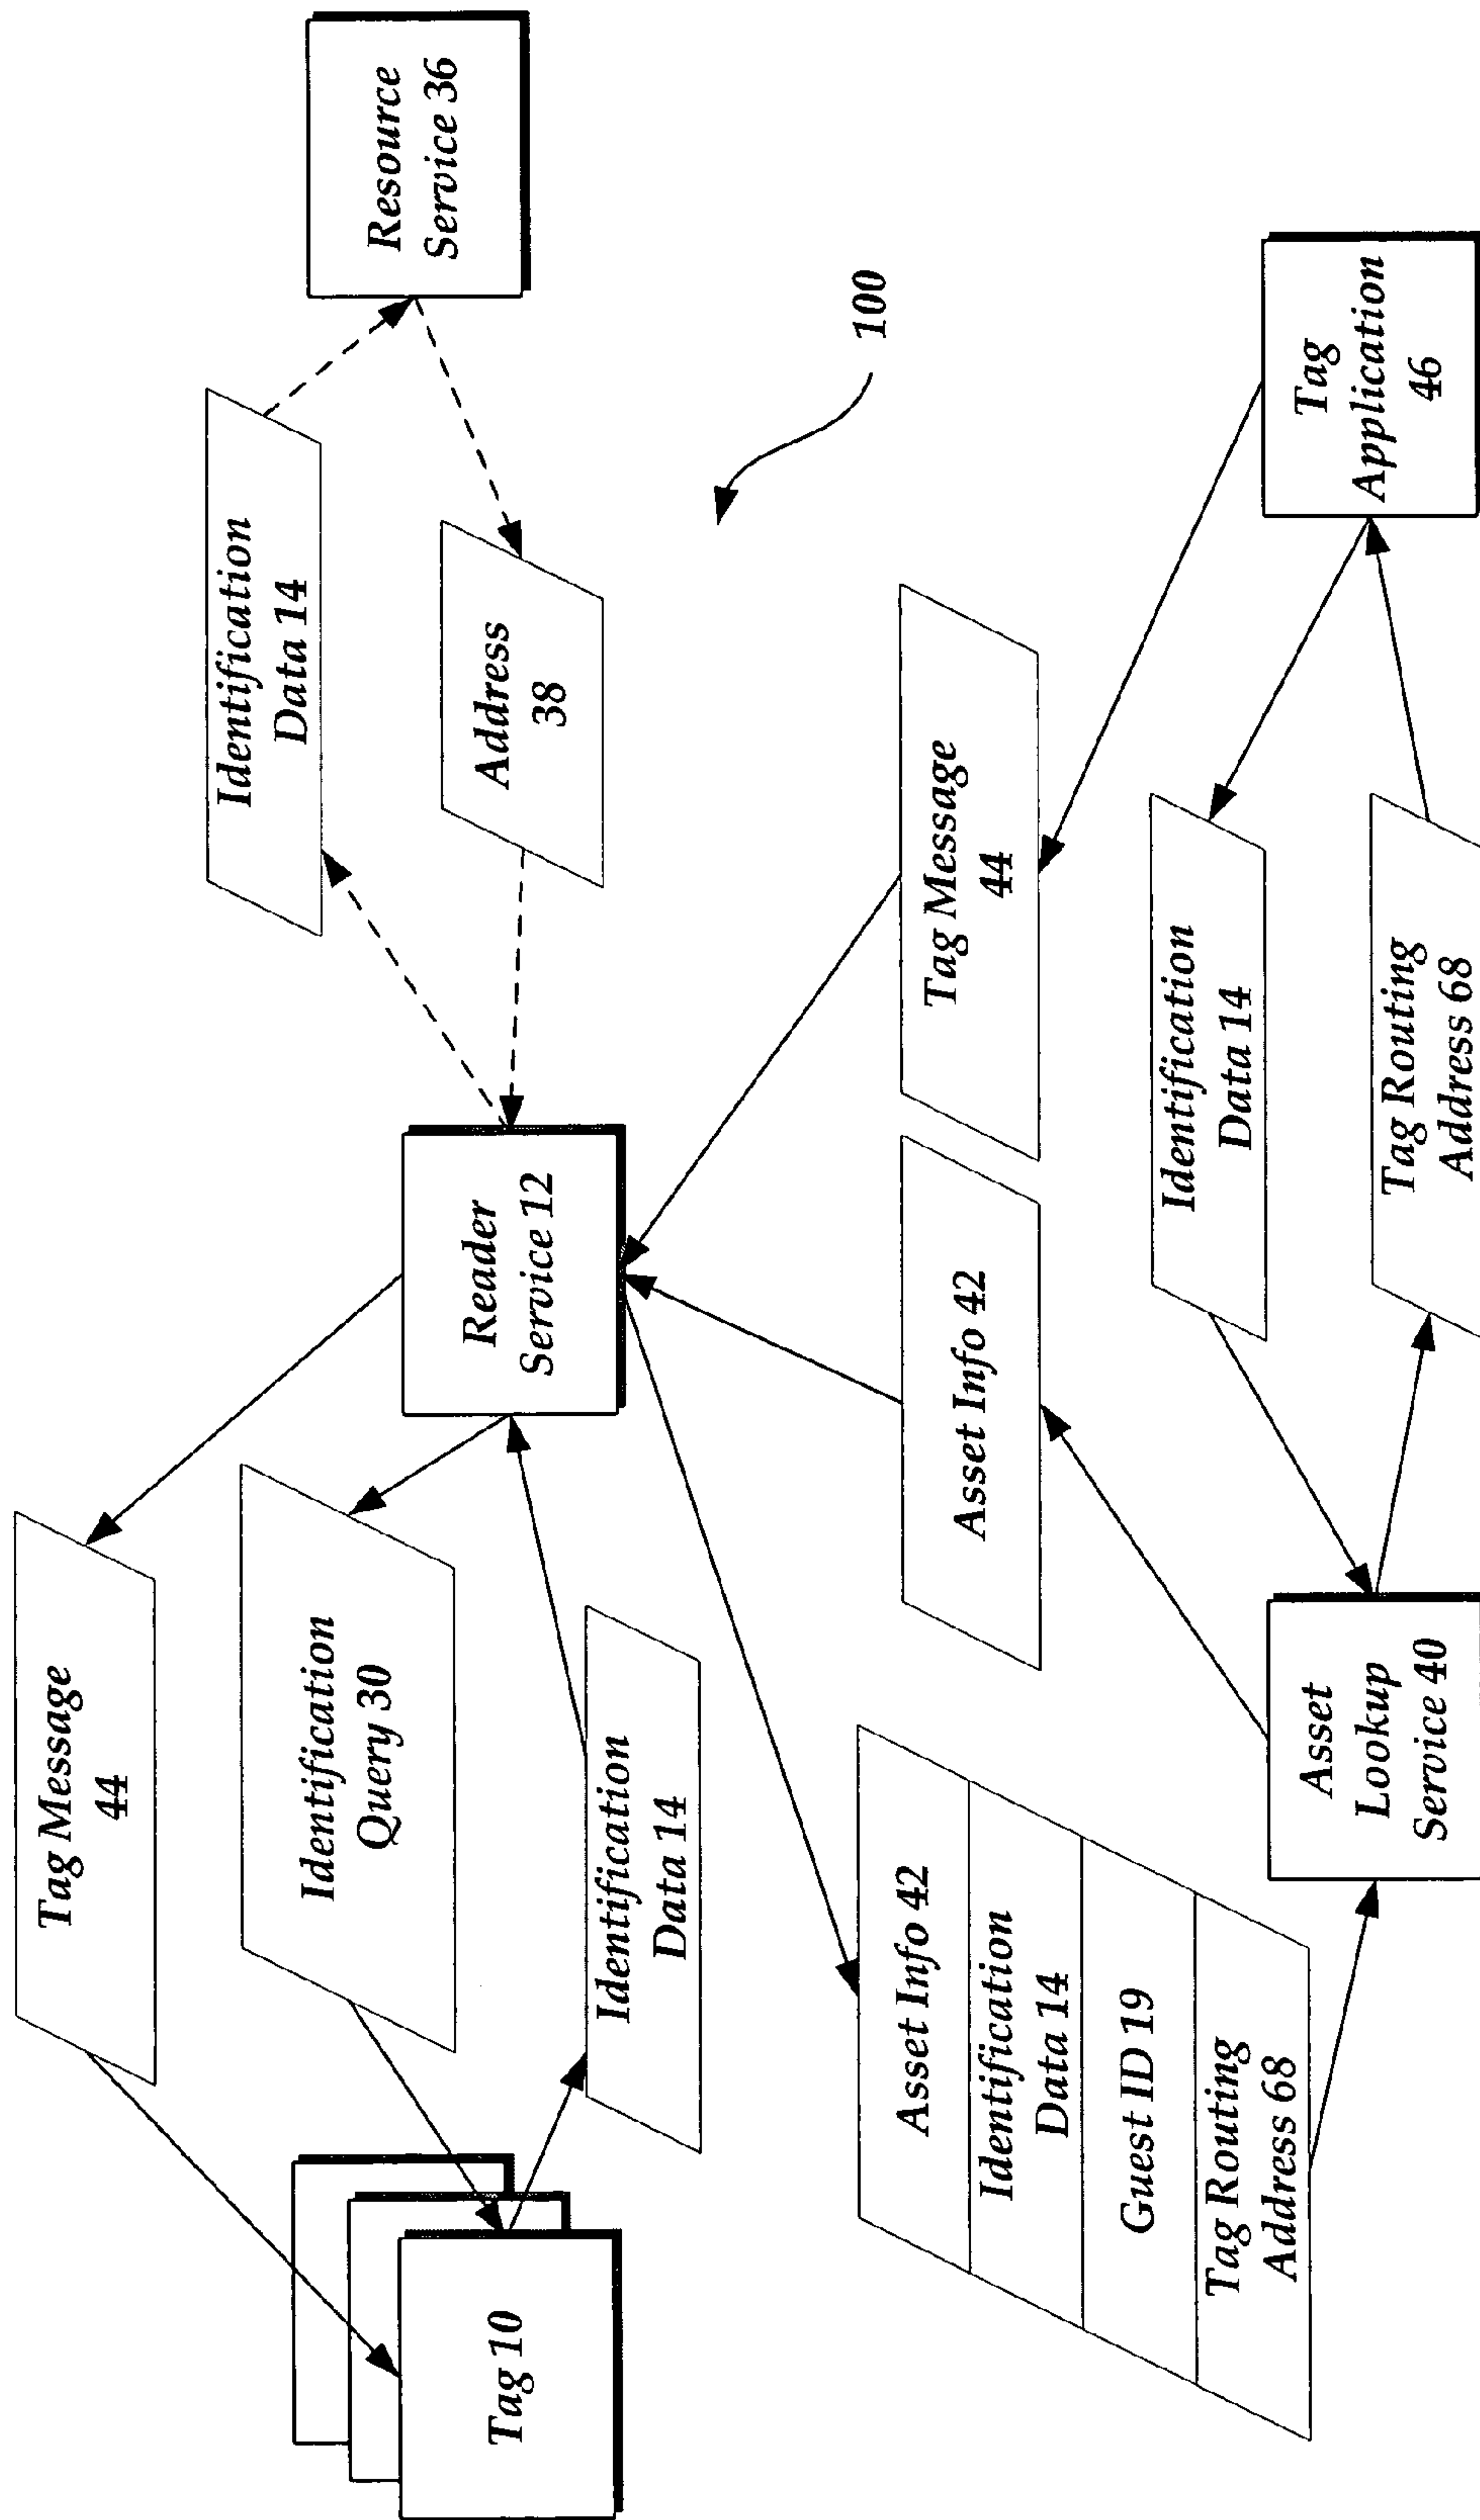 Tag Message
44
Identification
Query 30
Identification
Data 14
Tag 10
Reader
Service 12
Identification
Data 14
Address
38
Resource
Service 36
100
Asset Info 42
Identification
Data 14
Guest ID 19
Tag Routing
Address 68
Asset Info 42
Tag Message
44
Asset
Lookup
Service 40
Identification
Data 14
Tag Routing
Address 68
Tag
Application
46